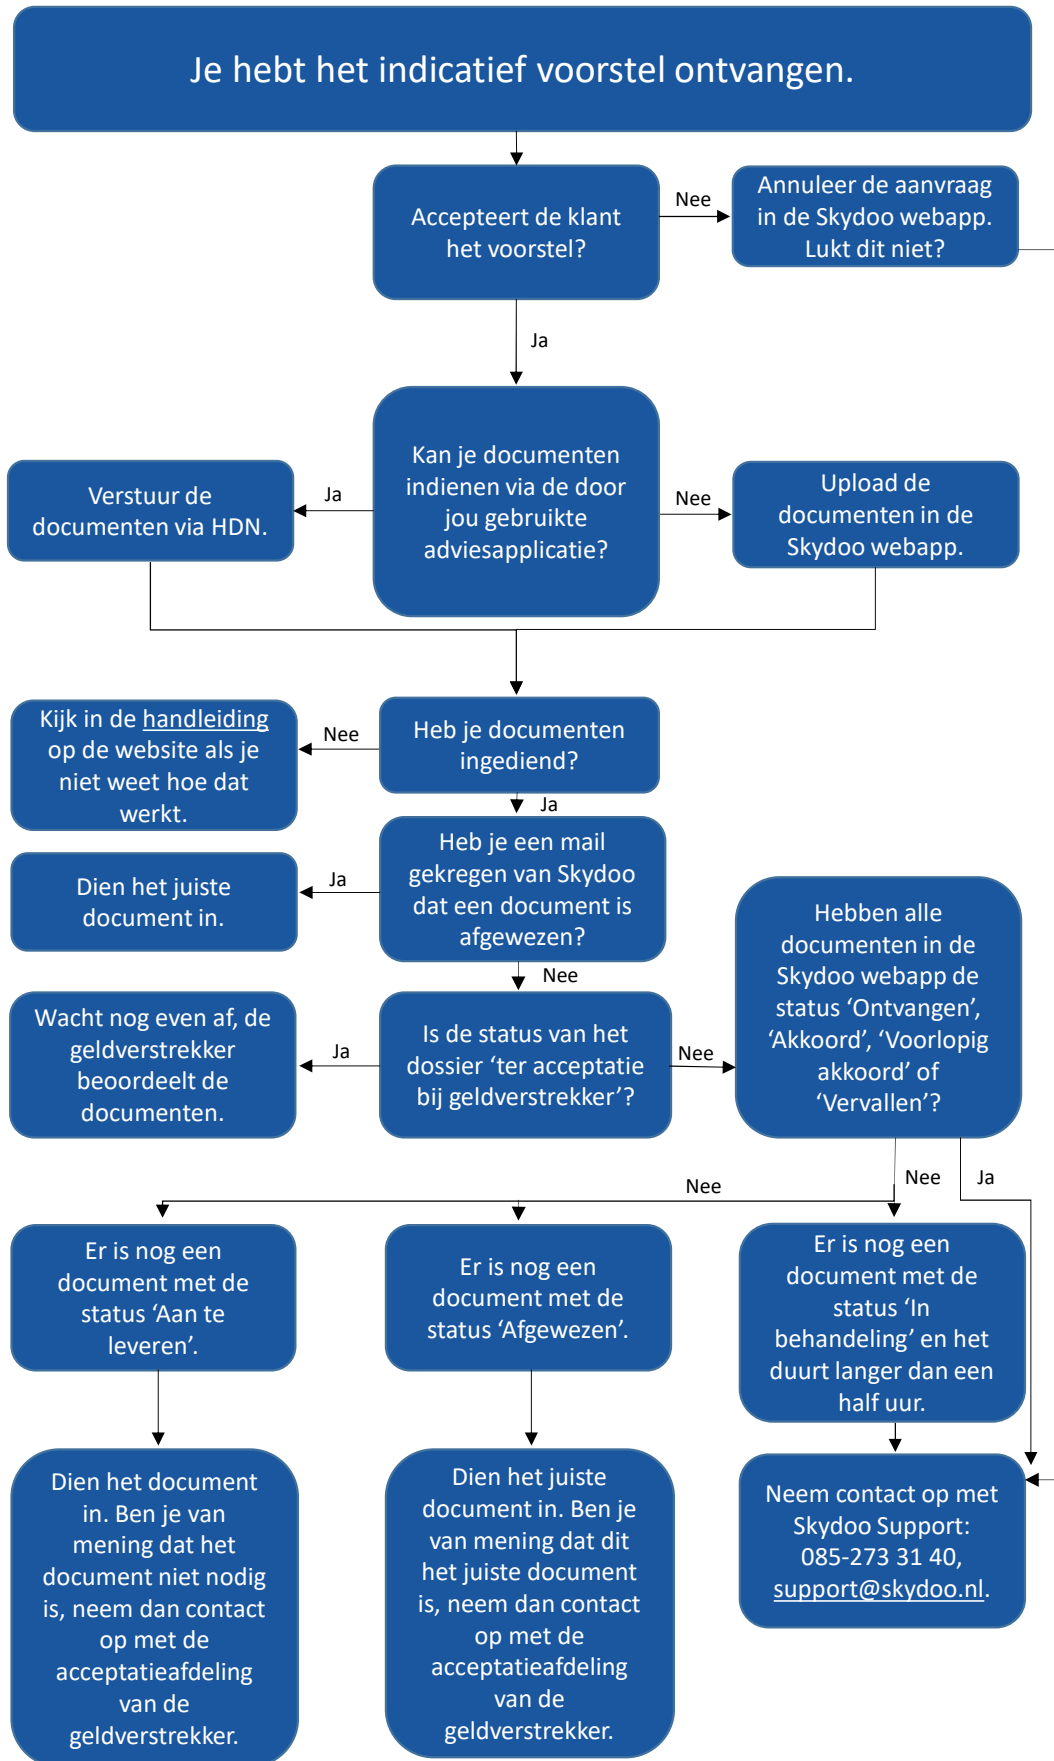 Je hebt het indicatief voorstel ontvangen.
Accepteert de klant
het voorstel?
Nee
Annuleer de aanvraag
in de Skydoo webapp.
Lukt dit niet?
Ja
Kan je documenten
indienen via de door
jou gebruikte
adviesapplicatie?
Ja
Verstuur de
documenten via HDN.
Nee
Upload de
documenten in de
Skydoo webapp.
Heb je documenten
ingediend?
Nee
Kijk in de handleiding
op de website als je
niet weet hoe dat
werkt.
Ja
Heb je een mail
gekregen van Skydoo
dat een document is
afgewezen?
Ja
Dien het juiste
document in.
Nee
Is de status van het
dossier ‘ter acceptatie
bij geldverstrekker’?
Ja
Wacht nog even af, de
geldverstrekker
beoordeelt de
documenten.
Nee
Hebben alle
documenten in de
Skydoo webapp de
status ‘Ontvangen’,
‘Akkoord’, ‘Voorlopig
akkoord’ of
‘Vervallen’?
Nee
Nee
Ja
Er is nog een
document met de
status ‘Aan te
leveren’.
Er is nog een
document met de
status ‘Afgewezen’.
Er is nog een
document met de
status ‘In
behandeling’ en het
duurt langer dan een
half uur.
Dien het document
in. Ben je van
mening dat het
document niet nodig
is, neem dan contact
op met de
acceptatieafdeling
van de
geldverstrekker.
Dien het juiste
document in. Ben je
van mening dat dit
het juiste document
is, neem dan contact
op met de
acceptatieafdeling
van de
geldverstrekker.
Neem contact op met
Skydoo Support:
085-273 31 40,
support@skydoo.nl.